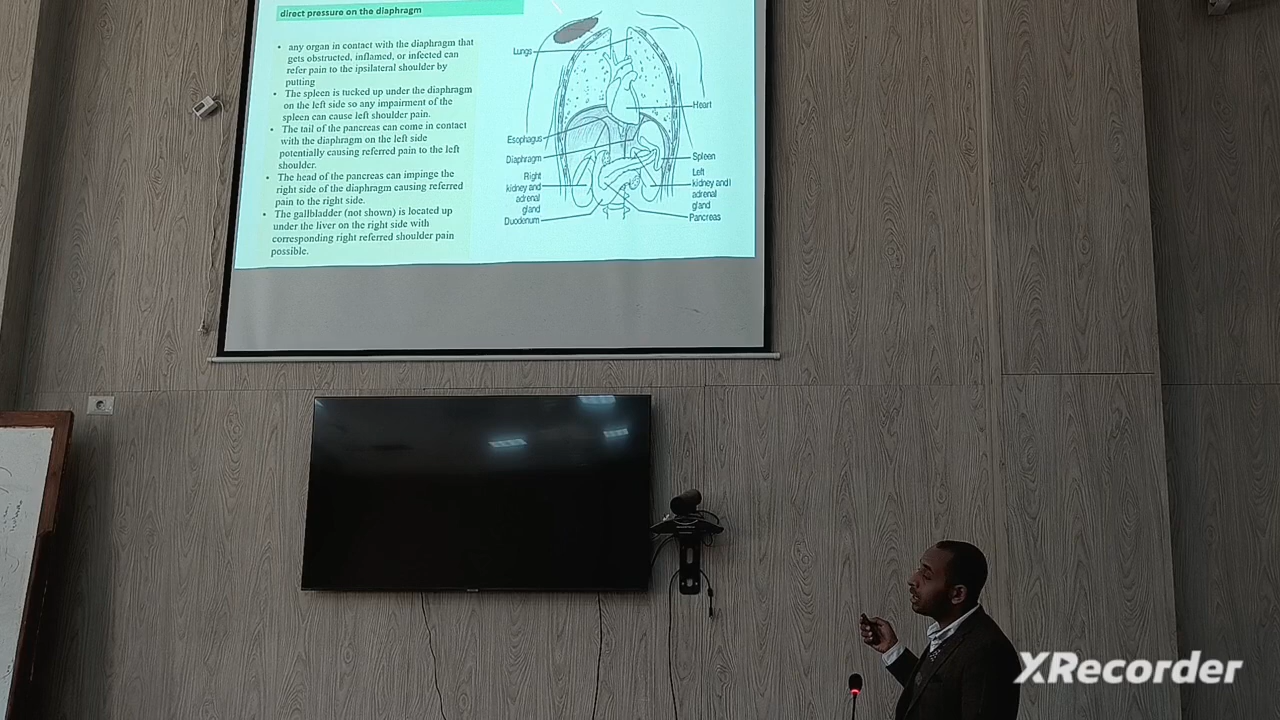 direct pressure on the diaphragm
• any organ in contact with the diaphragm that
gets obstructed, inflamed, or infected can
refer pain to the ipsilateral shoulder by
putting
• The spleen is tucked up under the diaphragm
on the left side so any impairment of the
spleen can cause left shoulder pain.
• The tail of the pancreas can come in contact
with the diaphragm on the left side
potentially causing referred pain to the left
shoulder.
• The head of the pancreas can impinge the
right side of the diaphragm causing referred
pain to the right side.
• The gallbladder (not shown) is located up
under the liver on the right side with
corresponding right referred shoulder pain
possible.
Lungs
Heart
Esophagus
Diaphragm
Spleen
Right
kidney and
adrenal
gland
Left
kidney and
adrenal
gland
Duodenum
Pancreas
XRecorder